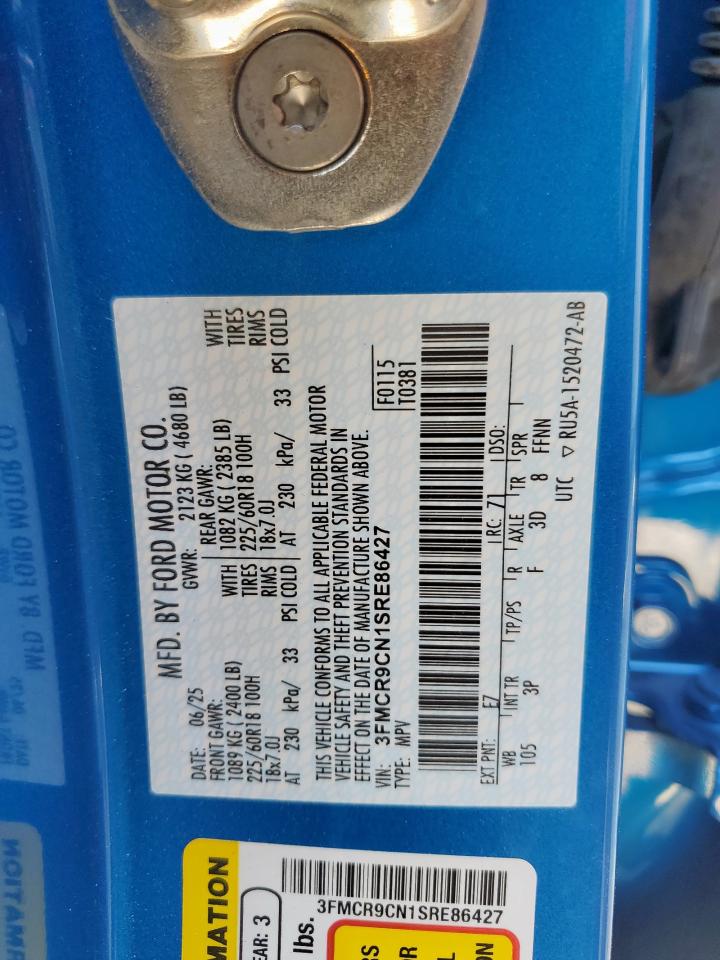 MFD. BY FORD MOTOR CO.
DATE: 06/25 GVWR: 2123 KG ( 4680 LB)
FRONT GAWR: REAR GAWR:
1089 KG ( 2400 LB) WITH 1082 KG ( 2385 LB) WITH
225/60R18 100H TIRES 225/60R18 100H TIRES
18x7.0J RIMS 18x7.0J RIMS
AT 230 kPa/ 33 PSI COLD AT 230 kPa/ 33 PSI COLD
THIS VEHICLE CONFORMS TO ALL APPLICABLE FEDERAL MOTOR
VEHICLE SAFETY AND THEFT PREVENTION STANDARDS IN
EFFECT ON THE DATE OF MANUFACTURE SHOWN ABOVE.
VIN: 3FMCR9CN1SRE86427 F0115
TYPE: MPV T0381
EXT PNT: E7 RC: 71 DSO:
WB INT TR TP/PS R AXLE TR SPR
105 3P F 3D 8 FFNN
UTC ▽ RU5A-1520472-AB
MATION
EAR: 3
lbs.
3FMCR9CN1SRE86427